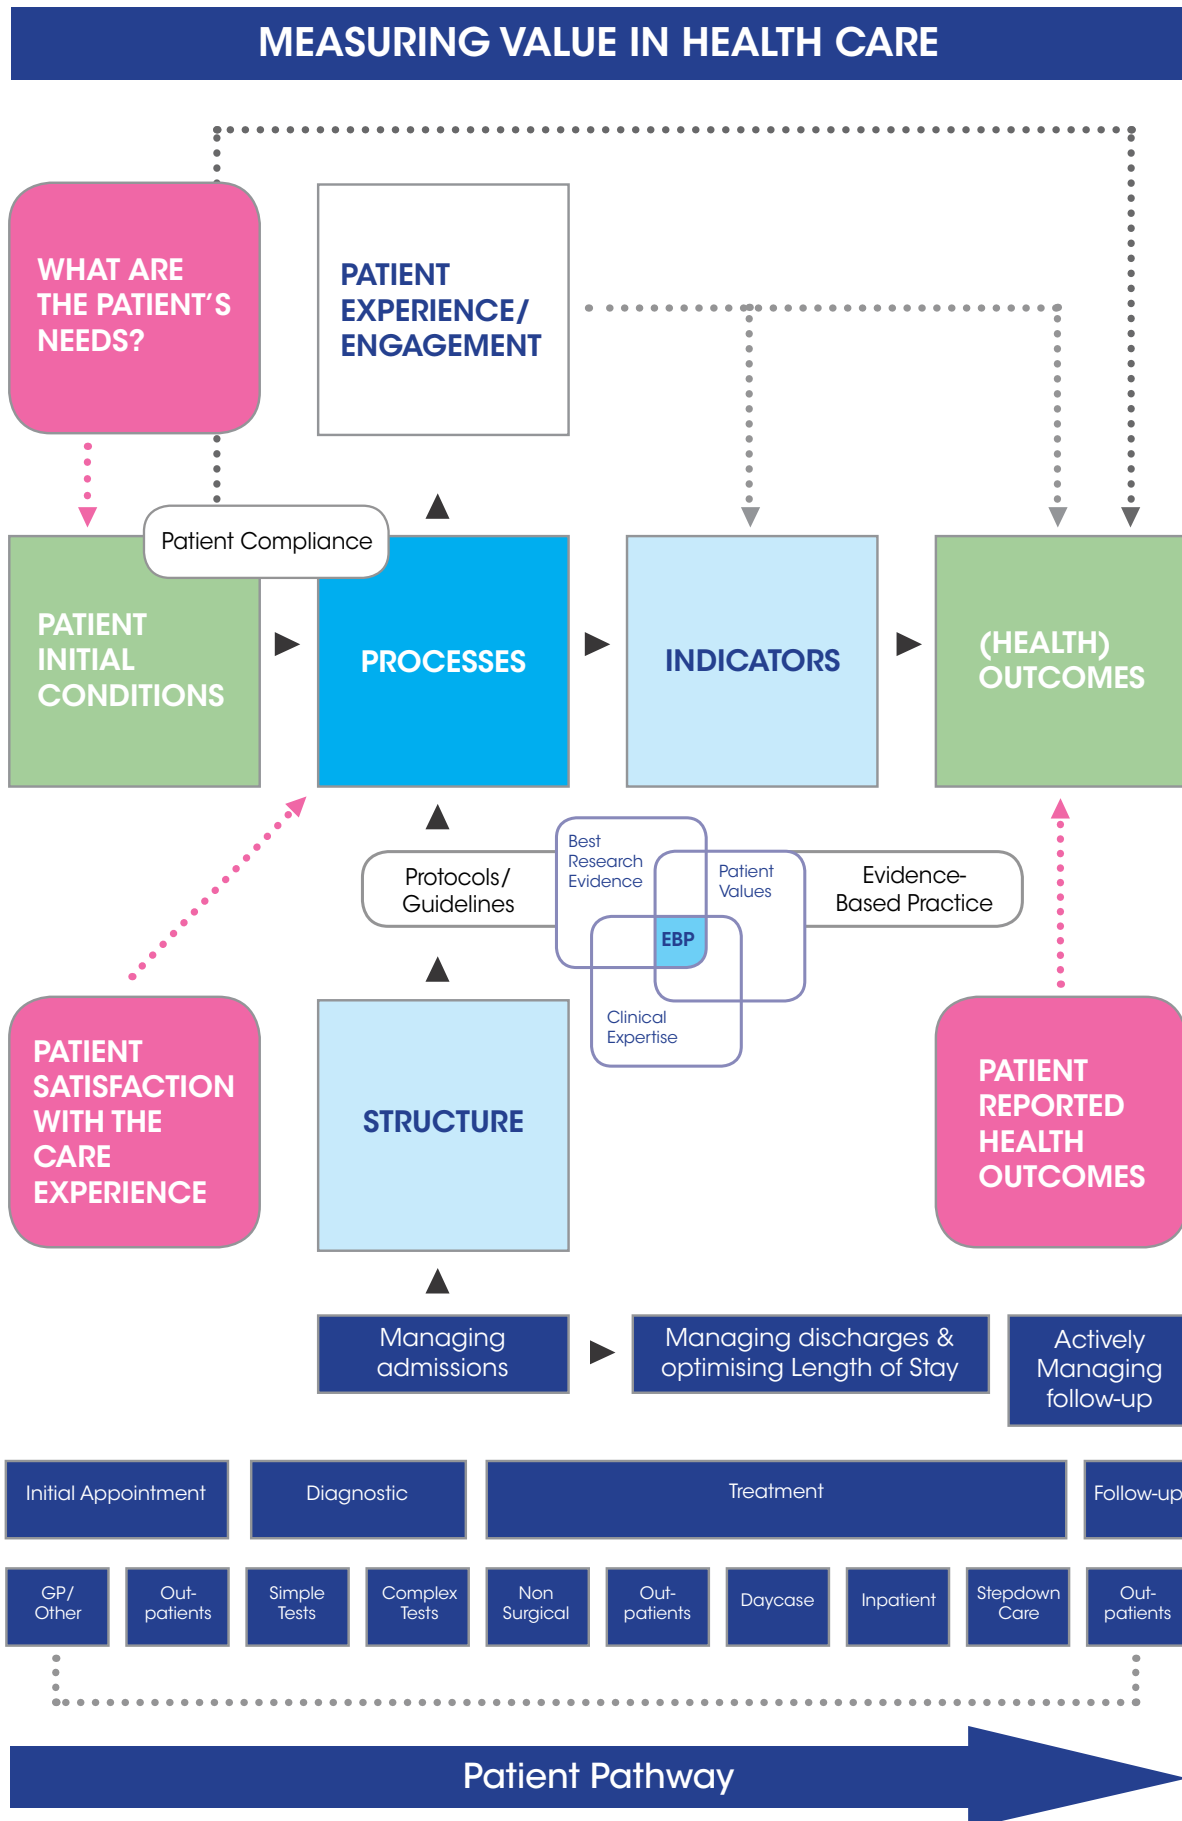 MEASURING VALUE IN HEALTH CARE
WHAT ARE
THE PATIENT'S
NEEDS?
PATIENT
EXPERIENCE/
ENGAGEMENT
Patient Compliance
PATIENT
INITIAL
CONDITIONS
PROCESSES
INDICATORS
(HEALTH)
OUTCOMES
Protocols/
Guidelines
Best
Research
Evidence
Patient
Values
Evidence-
Based Practice
EBP
Clinical
Expertise
PATIENT
SATISFACTION
WITH THE
CARE
EXPERIENCE
STRUCTURE
PATIENT
REPORTED
HEALTH
OUTCOMES
Managing
admissions
Managing discharges &
optimising Length of Stay
Actively
Managing
follow-up
Initial Appointment
Diagnostic
Treatment
Follow-up
GP/
Other
Out-
patients
Simple
Tests
Complex
Tests
Non
Surgical
Out-
patients
Daycase
Inpatient
Stepdown
Care
Out-
patients
Patient Pathway